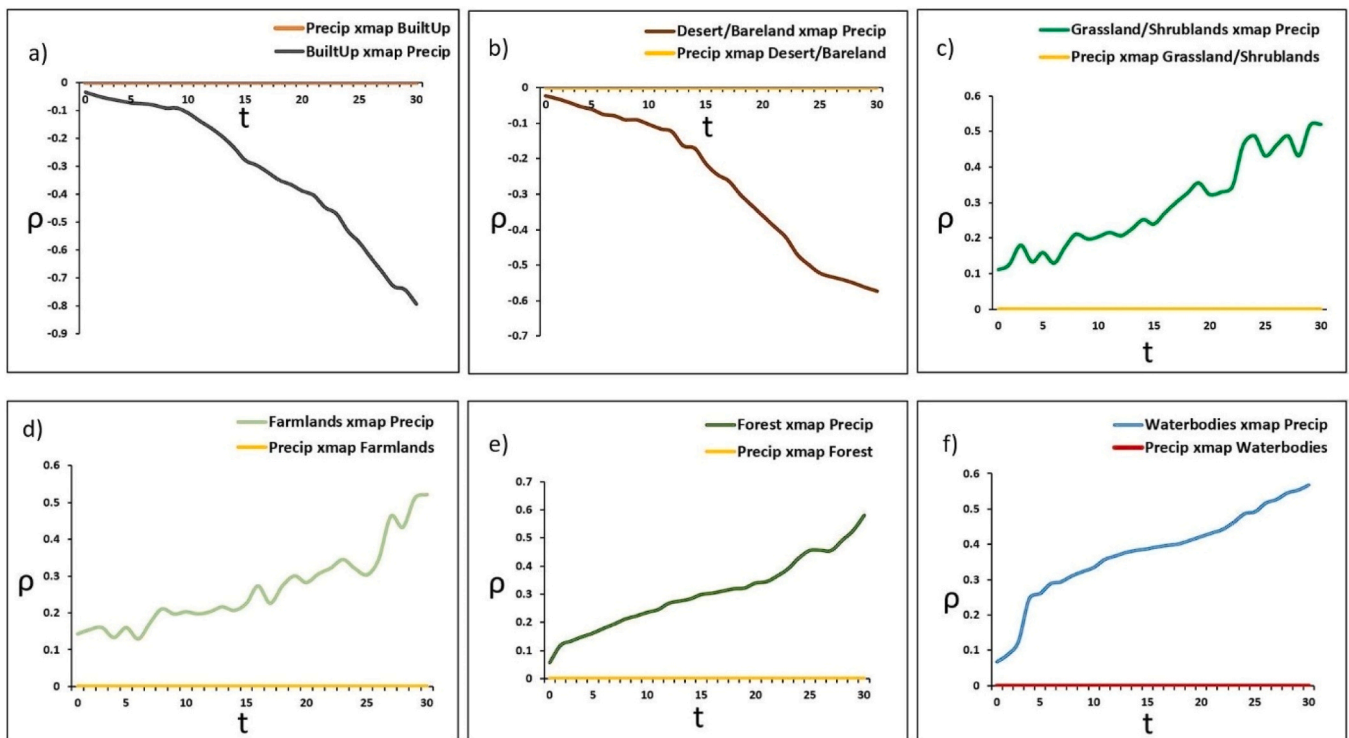 a)
Precip xmap BuiltUp
BuiltUp xmap Precip
0
-0.1
-0.2
-0.3
-0.4
-0.5
-0.6
-0.7
-0.8
-0.9
0 5 10 15 20 25 30
t
ρ
b)
Desert/Bareland xmap Precip
Precip xmap Desert/Bareland
0
-0.1
-0.2
-0.3
-0.4
-0.5
-0.6
-0.7
0 5 10 15 20 25 30
t
ρ
c)
Grassland/Shrublands xmap Precip
Precip xmap Grassland/Shrublands
0.6
0.5
0.4
0.3
0.2
0.1
0
0 5 10 15 20 25 30
t
ρ
d)
Farmlands xmap Precip
Precip xmap Farmlands
0.6
0.5
0.4
0.3
0.2
0.1
0
0 5 10 15 20 25 30
t
ρ
e)
Forest xmap Precip
Precip xmap Forest
0.7
0.6
0.5
0.4
0.3
0.2
0.1
0
0 5 10 15 20 25 30
t
ρ
f)
Waterbodies xmap Precip
Precip xmap Waterbodies
0.6
0.5
0.4
0.3
0.2
0.1
0
0 5 10 15 20 25 30
t
ρ